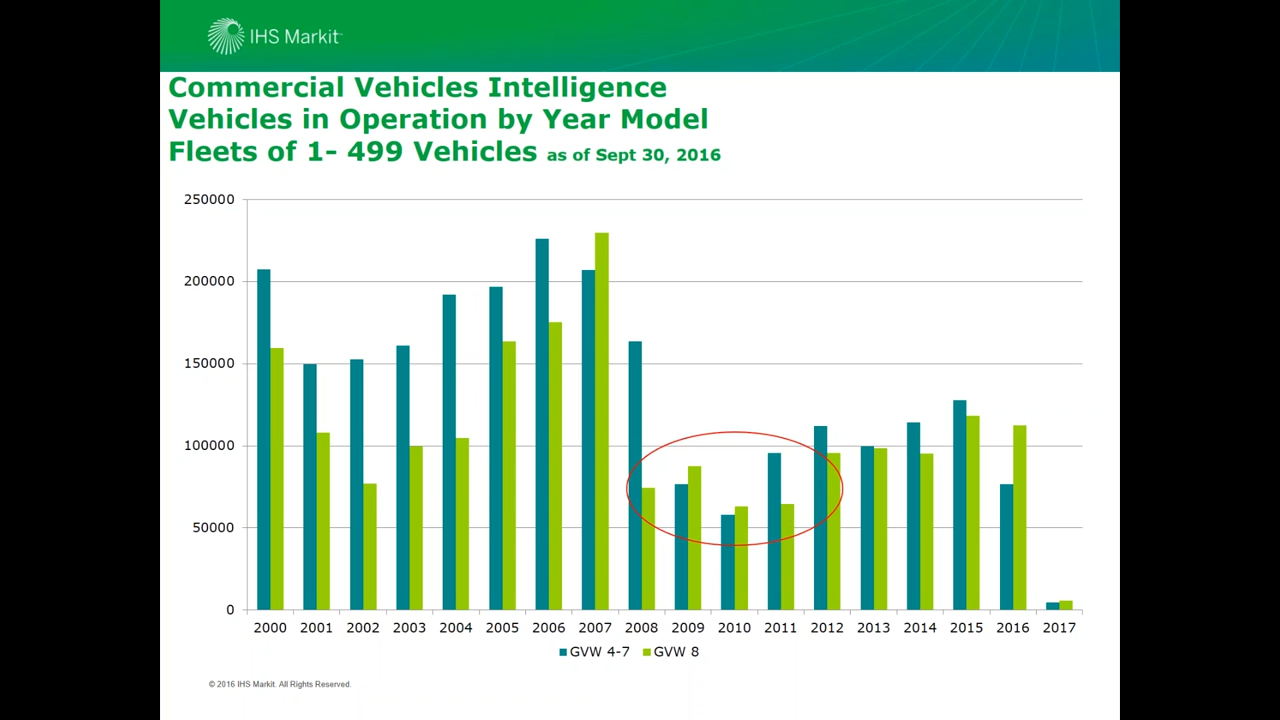 IHS Markit
Commercial Vehicles Intelligence
Vehicles in Operation by Year Model
Fleets of 1- 499 Vehicles as of Sept 30, 2016
250000
200000
150000
100000
50000
0
2000 2001 2002 2003 2004 2005 2006 2007 2008 2009 2010 2011 2012 2013 2014 2015 2016 2017
GVW 4-7 GVW 8
© 2016 IHS Markit. All Rights Reserved.